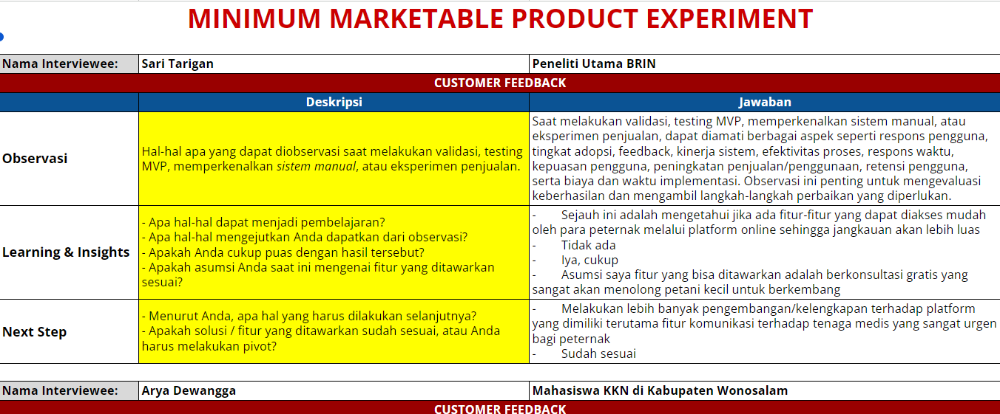 MINIMUM MARKETABLE PRODUCT EXPERIMENT
Nama Interviewee: Sari Tarigan Peneliti Utama BRIN
CUSTOMER FEEDBACK
Deskripsi Jawaban
Observasi
Hal-hal apa yang dapat diobservasi saat melakukan validasi, testing
MVP, memperkenalkan sistem manual, atau eksperimen penjualan.
Saat melakukan validasi, testing MVP, memperkenalkan sistem manual, atau
eksperimen penjualan, dapat diamati berbagai aspek seperti respons pengguna,
tingkat adopsi, feedback, kinerja sistem, efektivitas proses, respons waktu,
kepuasan pengguna, peningkatan penjualan/penggunaan, retensi pengguna,
serta biaya dan waktu implementasi. Observasi ini penting untuk mengevaluasi
keberhasilan dan mengambil langkah-langkah perbaikan yang diperlukan.
Learning & Insights
- Apa hal-hal dapat menjadi pembelajaran?
- Apa hal-hal mengejutkan Anda dapatkan dari observasi?
- Apakah Anda cukup puas dengan hasil tersebut?
- Apakah asumsi Anda saat ini mengenai fitur yang ditawarkan
sesuai?
- Sejauh ini adalah mengetahui jika ada fitur-fitur yang dapat diakses mudah
oleh para peternak melalui platform online sehingga jangkauan akan lebih luas
- Tidak ada
- Iya, cukup
- Asumsi saya fitur yang bisa ditawarkan adalah berkonsultasi gratis yang
sangat akan menolong petani kecil untuk berkembang
Next Step
- Menurut Anda, apa hal yang harus dilakukan selanjutnya?
- Apakah solusi / fitur yang ditawarkan sudah sesuai, atau Anda
harus melakukan pivot?
- Melakukan lebih banyak pengembangan/kelengkapan terhadap platform
yang dimiliki terutama fitur komunikasi terhadap tenaga medis yang sangat urgen
bagi peternak
- Sudah sesuai
Nama Interviewee: Arya Dewangga Mahasiswa KKN di Kabupaten Wonosalam
CUSTOMER FEEDBACK